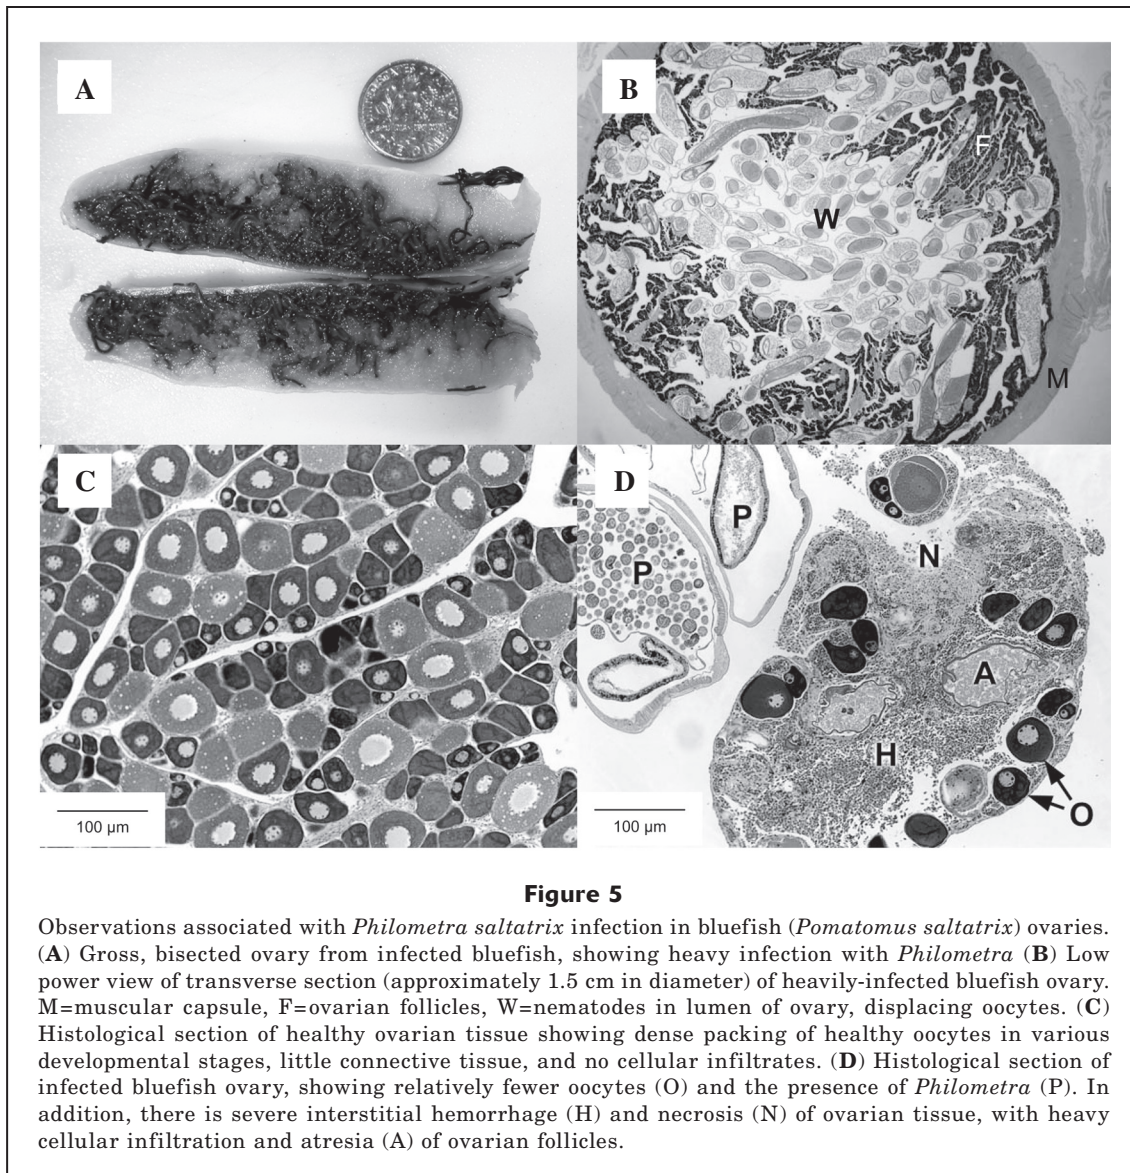 A
B
F
W
M
C
D
P
N
P
A
H
O
100 µm
100 µm
Figure 5
Observations associated with Philometra saltatrix infection in bluefish (Pomatomus saltatrix) ovaries.
(A) Gross, bisected ovary from infected bluefish, showing heavy infection with Philometra (B) Low
power view of transverse section (approximately 1.5 cm in diameter) of heavily-infected bluefish ovary.
M=muscular capsule, F=ovarian follicles, W=nematodes in lumen of ovary, displacing oocytes. (C)
Histological section of healthy ovarian tissue showing dense packing of healthy oocytes in various
developmental stages, little connective tissue, and no cellular infiltrates. (D) Histological section of
infected bluefish ovary, showing relatively fewer oocytes (O) and the presence of Philometra (P). In
addition, there is severe interstitial hemorrhage (H) and necrosis (N) of ovarian tissue, with heavy
cellular infiltration and atresia (A) of ovarian follicles.